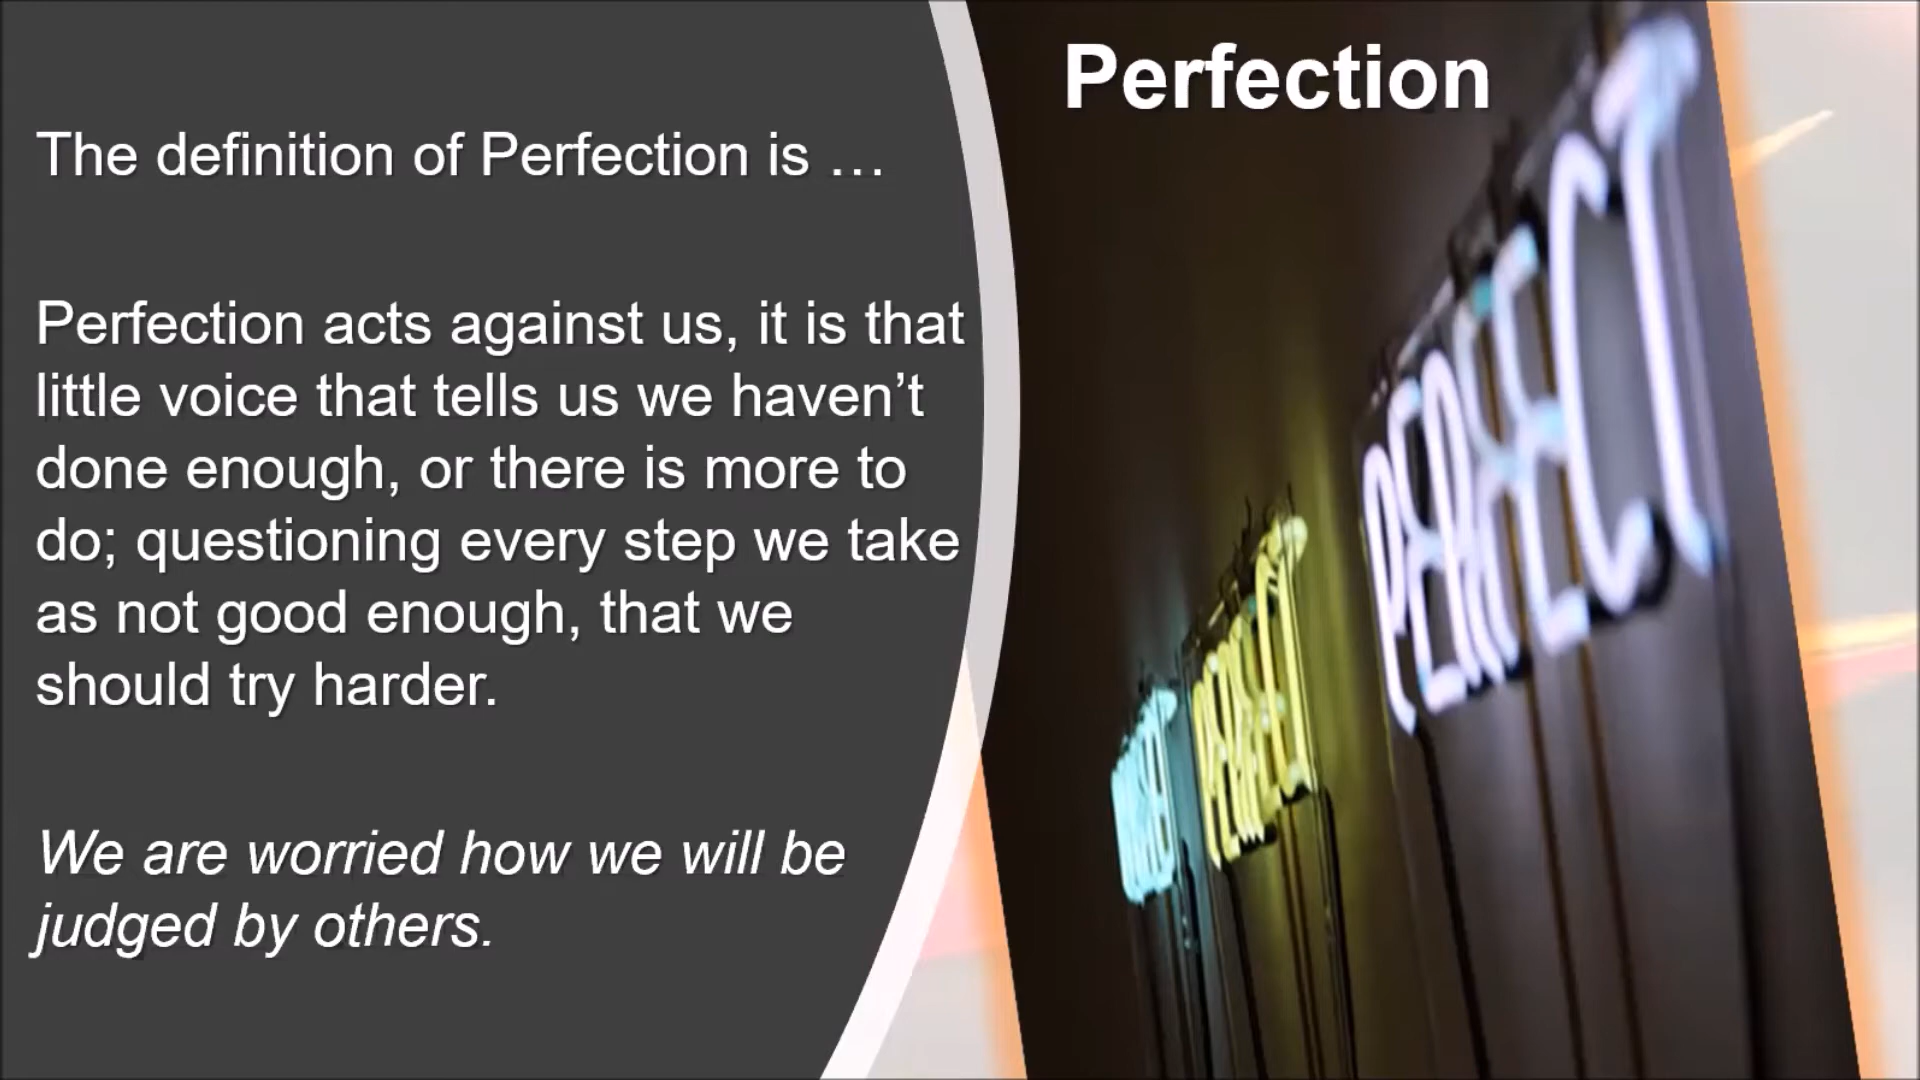 Perfection
The definition of Perfection is …
Perfection acts against us, it is that
little voice that tells us we haven’t
done enough, or there is more to
do; questioning every step we take
as not good enough, that we
should try harder.
We are worried how we will be
judged by others.
PERFECT
PERFECT